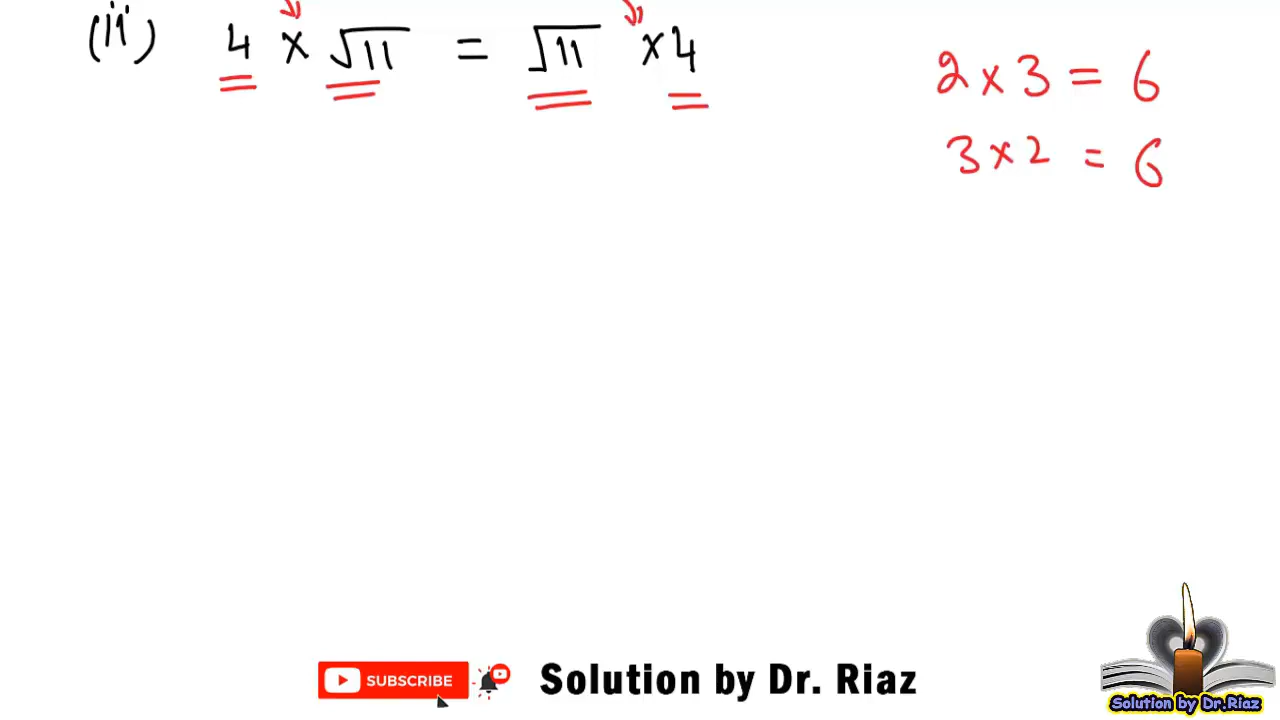 (ii) 4 × √11 = √11 × 4
2 × 3 = 6
3 × 2 = 6
SUBSCRIBE
Solution by Dr. Riaz
Solution by Dr.Riaz